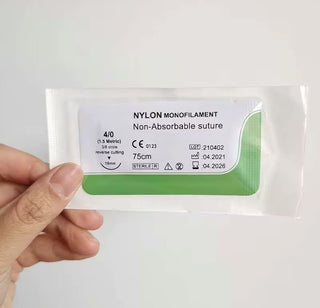 NYLON MONOFILAMENT
Non-Absorbable suture
4/0
(1.5 Metric)
3/8 circle
reverse cutting
19mm
CE 0123
75cm
STERILE R
LOT :210402
:04.2021
:04.2026